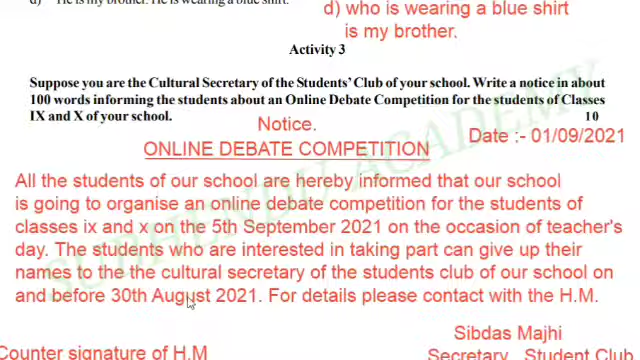 d) He is my brother. He is wearing a blue shirt.
d) who is wearing a blue shirt
is my brother.
Activity 3
Suppose you are the Cultural Secretary of the Students' Club of your school. Write a notice in about
100 words informing the students about an Online Debate Competition for the students of Classes
IX and X of your school. 10
Notice.
Date :- 01/09/2021
ONLINE DEBATE COMPETITION
All the students of our school are hereby informed that our school
is going to organise an online debate competition for the students of
classes ix and x on the 5th September 2021 on the occasion of teacher's
day. The students who are interested in taking part can give up their
names to the the cultural secretary of the students club of our school on
and before 30th August 2021. For details please contact with the H.M.
Sibdas Majhi
Counter signature of H.M
Secretary , Student Club
SUBHENDU ACADEMY